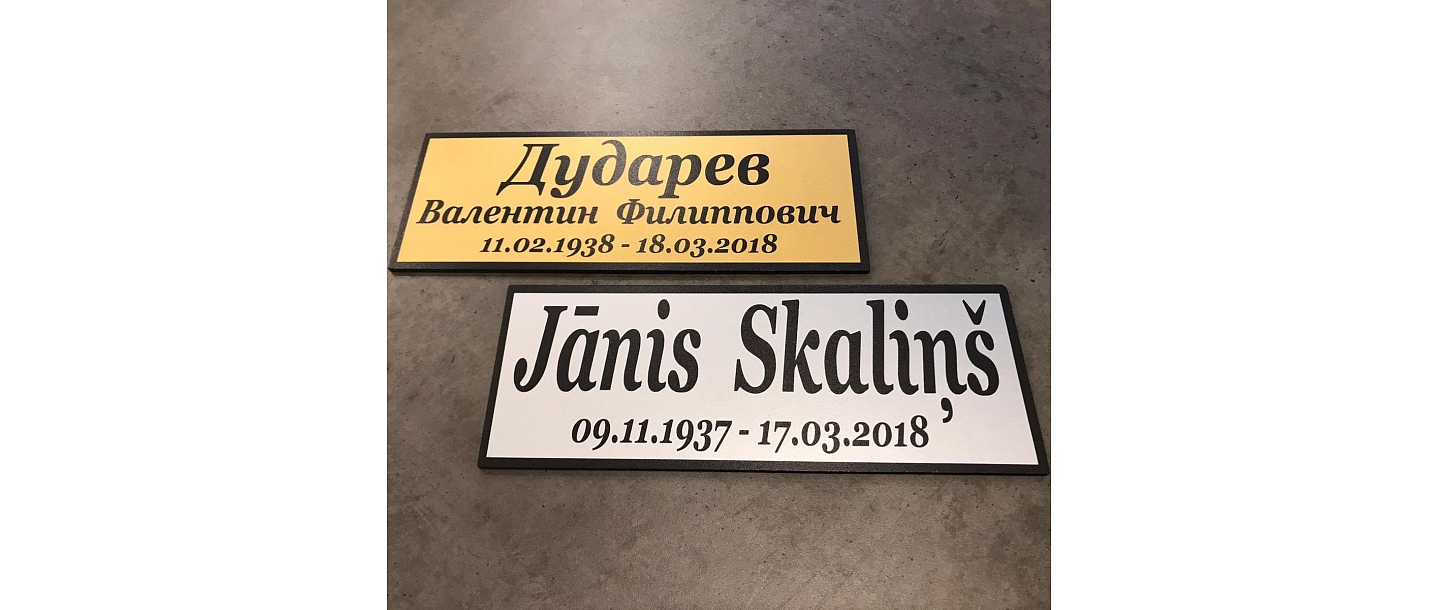 Дударев
Валентин Филиппович
11.02.1938 - 18.03.2018
Jānis Skaliņš
09.11.1937 - 17.03.2018